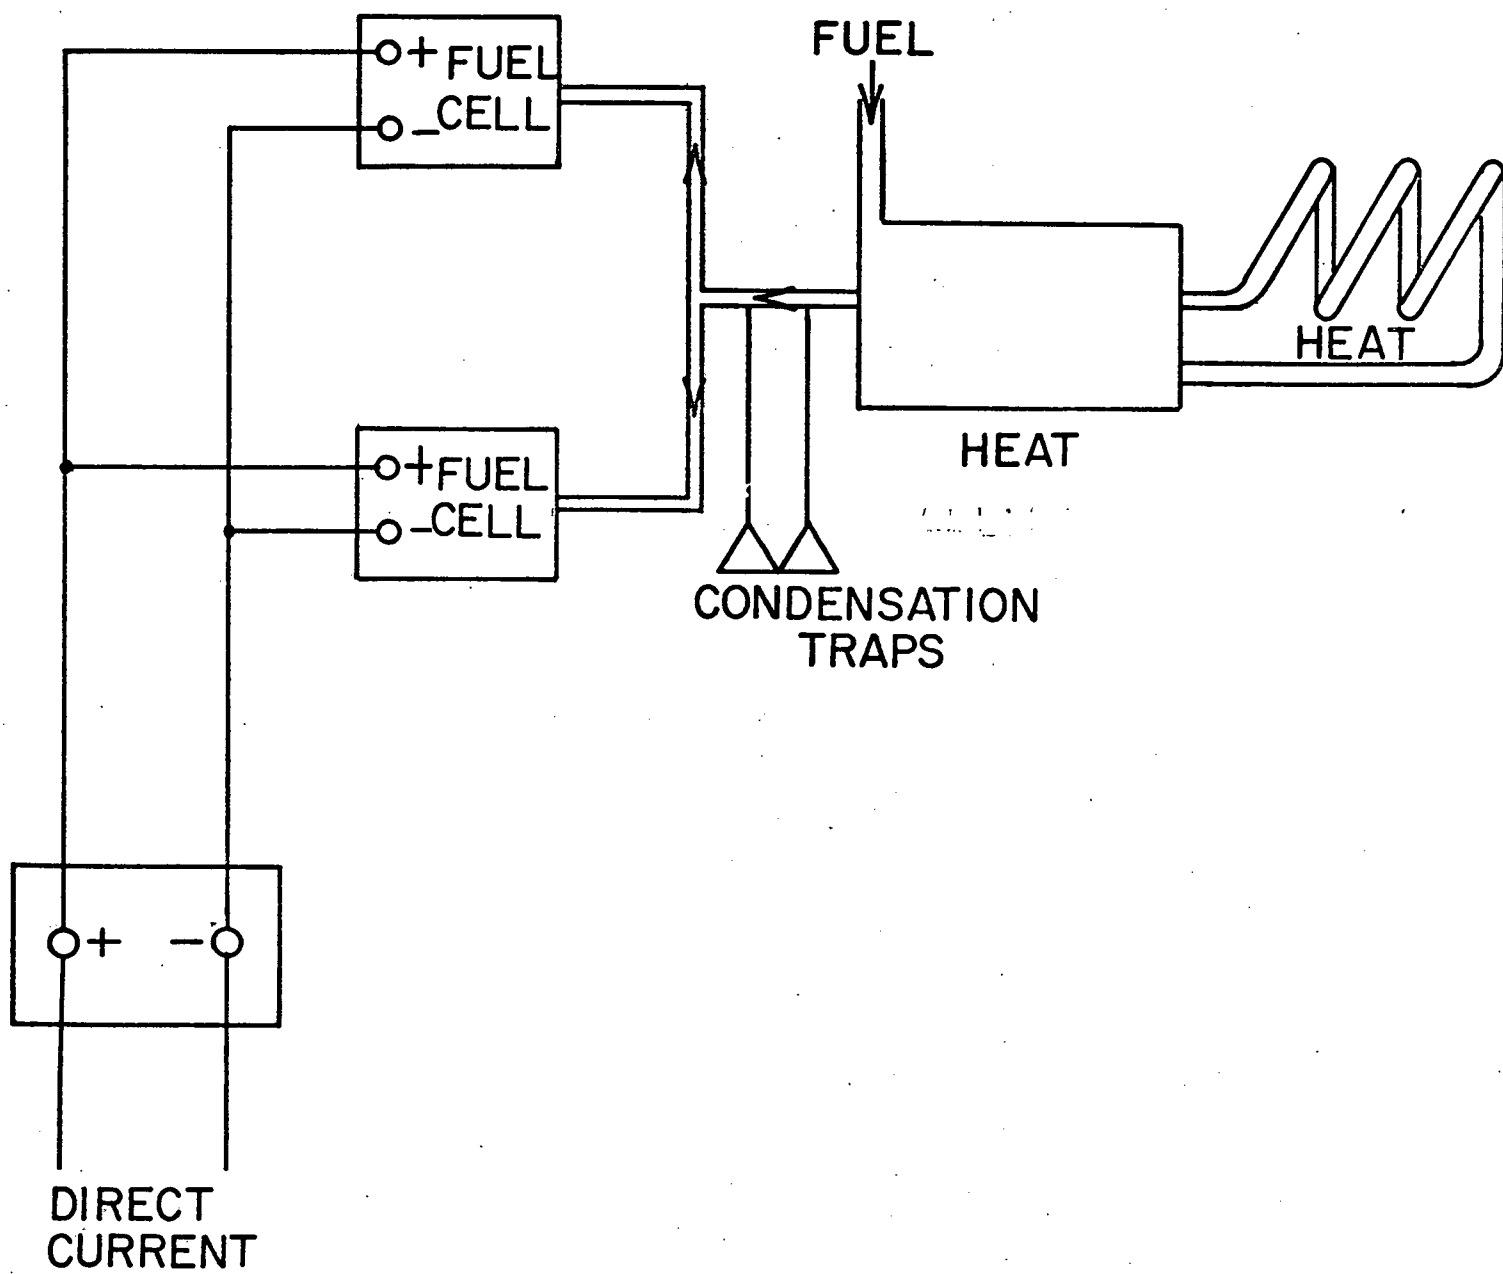 FUEL
+ FUEL
- CELL
HEAT
HEAT
+ FUEL
- CELL
CONDENSATION
TRAPS
+ -
DIRECT
CURRENT